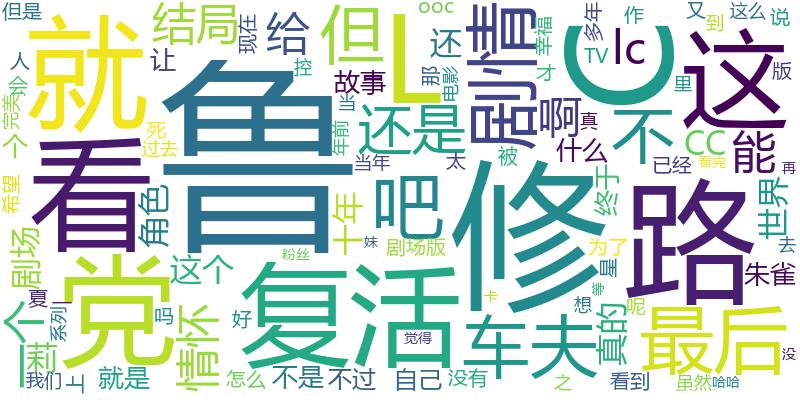 但是
结局
给
但
L
ooc
还
情
剧
多年
作
又
到
这么
说
人
就
现在
让
控
故事
那
电影
幸福
才
TV
C
lc
里
这
版
完美
会
个
死
过去
鲁
当
年前
还是
啊
真
什么
不
CC
能
看
希望
角色
当年
太
被
已经
看完
再
十年
吧
修
终于
路
世界
剧场
党
这个
复活
剧场版
为了
星
去
朱雀
妹
粉丝
夏
一
一个
莉
系列
吗
情怀
好
车夫
卡
等
想
呢
真的
最后
觉得
没
我们
上
就是
怎么
不是
不过
自己
没有
之
看到
虽然
哈哈